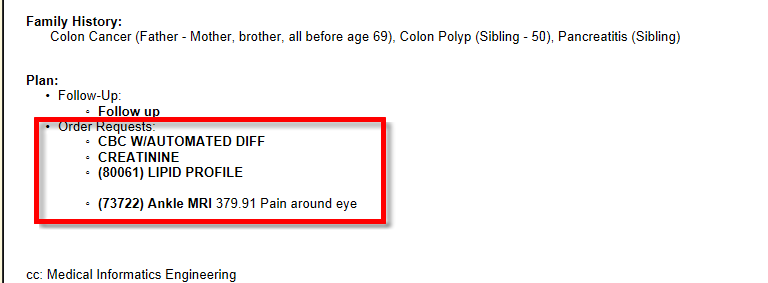 Family History:
Colon Cancer (Father - Mother, brother, all before age 69), Colon Polyp (Sibling - 50), Pancreatitis (Sibling)
Plan:
• Follow-Up:
◦ Follow up
• Order Requests:
◦ CBC W/AUTOMATED DIFF
◦ CREATININE
◦ (80061) LIPID PROFILE
◦ (73722) Ankle MRI 379.91 Pain around eye
cc: Medical Informatics Engineering